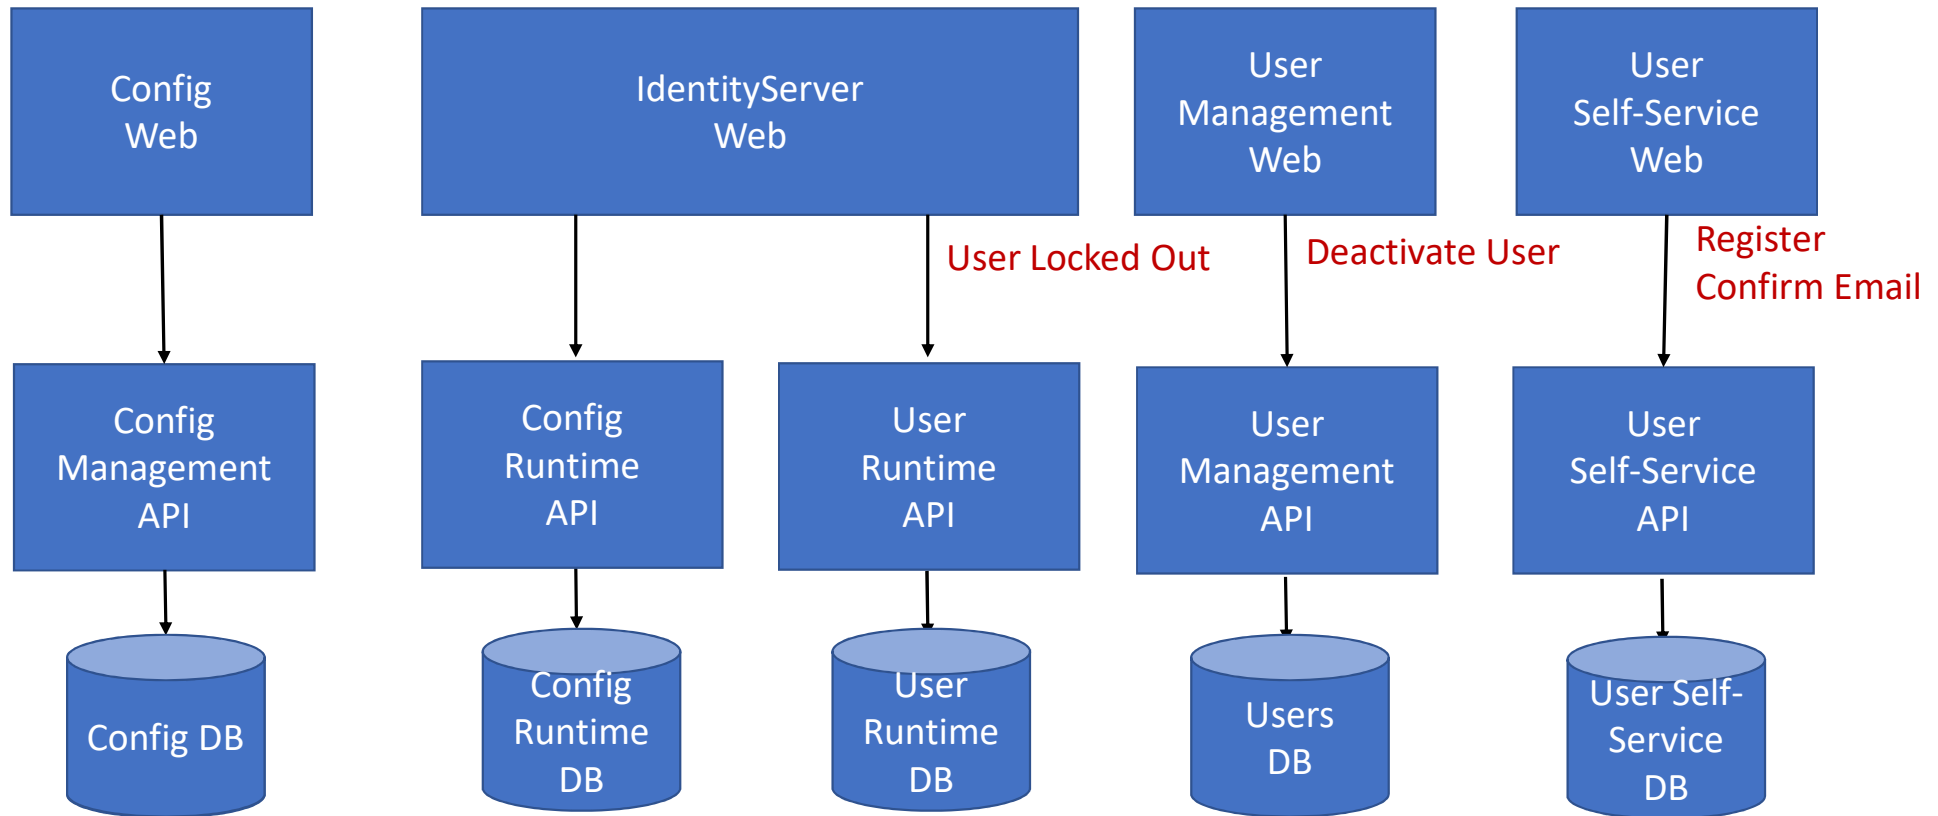 Config
Web
IdentityServer
Web
User
Management
Web
User
Self-Service
Web
User Locked Out
Deactivate User
Register
Confirm Email
Config
Management
API
Config
Runtime
API
User
Runtime
API
User
Management
API
User
Self-Service
API
Config DB
Config
Runtime
DB
User
Runtime
DB
Users
DB
User Self-
Service
DB